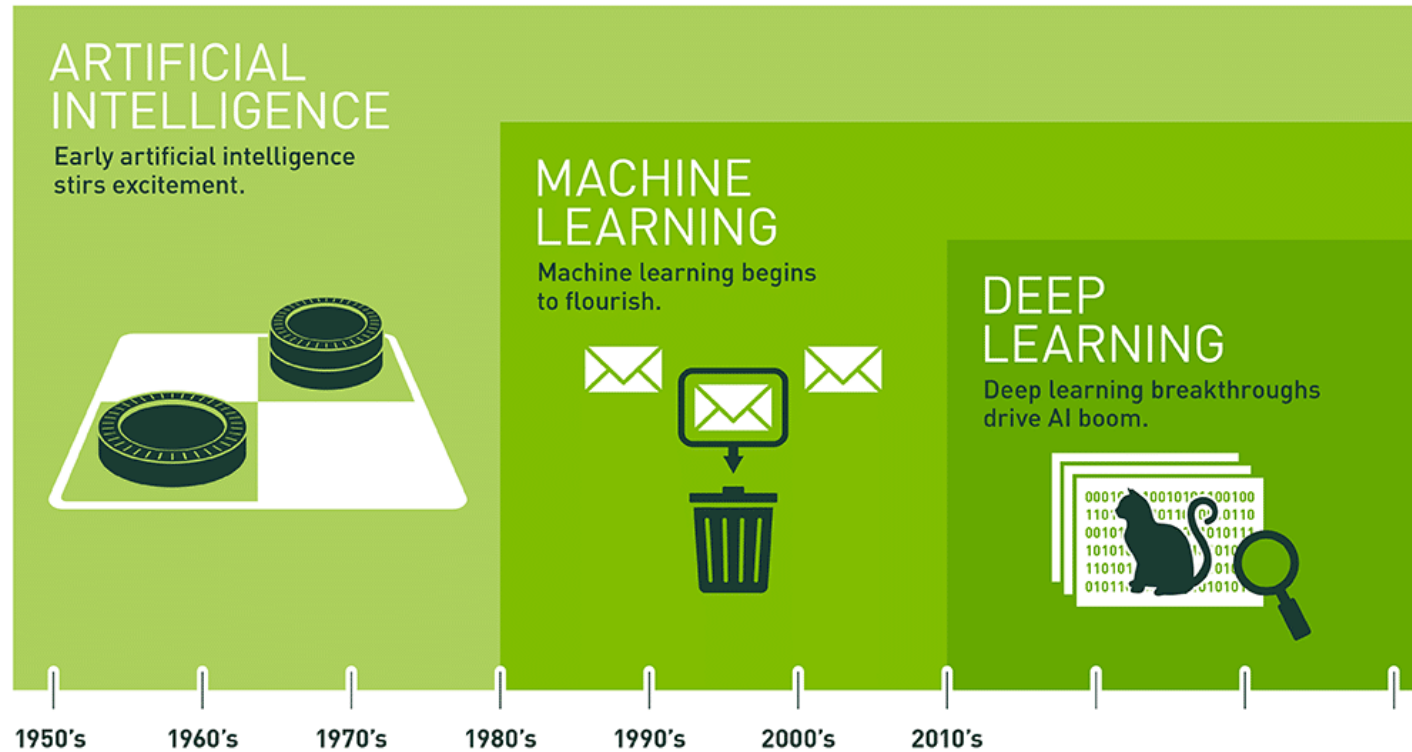 ARTIFICIAL
INTELLIGENCE
Early artificial intelligence
stirs excitement.
MACHINE
LEARNING
Machine learning begins
to flourish.
DEEP
LEARNING
Deep learning breakthroughs
drive AI boom.
1950's 1960's 1970's 1980's 1990's 2000's 2010's